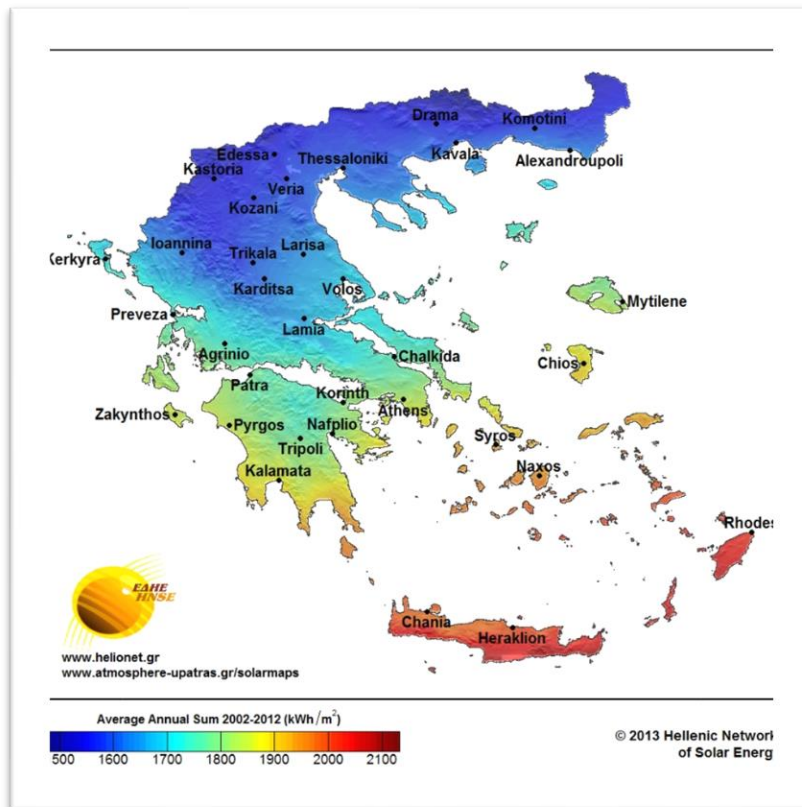 Drama
Komotini
Edessa
Thessaloniki
Kavala
Alexandroupoli
Kastoria
Veria
Kozani
Ioannina
Trikala
Larisa
Kerkyra
Karditsa
Volos
Mytilene
Preveza
Lamia
Agrinio
Chalkida
Chios
Patra
Korinth
Athens
Zakynthos
Pyrgos
Nafplio
Tripoli
Syros
Kalamata
Naxos
Rhodes
ΕΔΗΕ
HNSE
Chania
Heraklion
www.helionet.gr
www.atmosphere-upatras.gr/solarmaps
Average Annual Sum 2002-2012 (kWh/m²)
500 1600 1700 1800 1900 2000 2100
© 2013 Hellenic Network
of Solar Energ